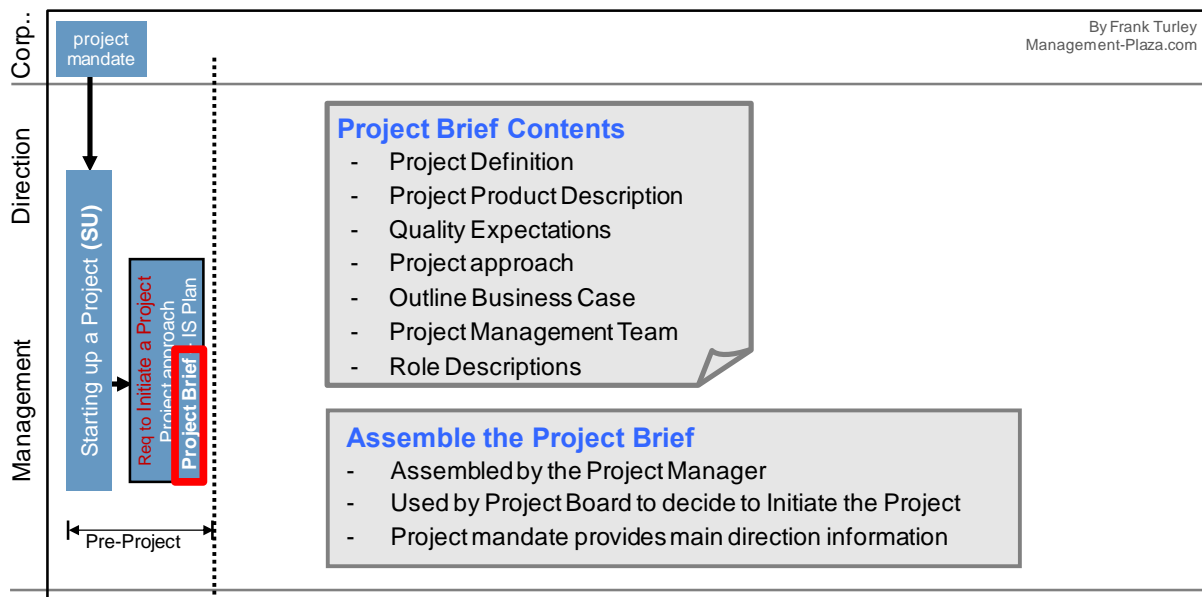 Corp..
project
mandate
By Frank Turley
Management-Plaza.com
Direction
Management
Starting up a Project (SU)
Req to Initiate a Project
Project approach
Project Brief
IS Plan
Pre-Project
Project Brief Contents
- Project Definition
- Project Product Description
- Quality Expectations
- Project approach
- Outline Business Case
- Project Management Team
- Role Descriptions
Assemble the Project Brief
- Assembled by the Project Manager
- Used by Project Board to decide to Initiate the Project
- Project mandate provides main direction information